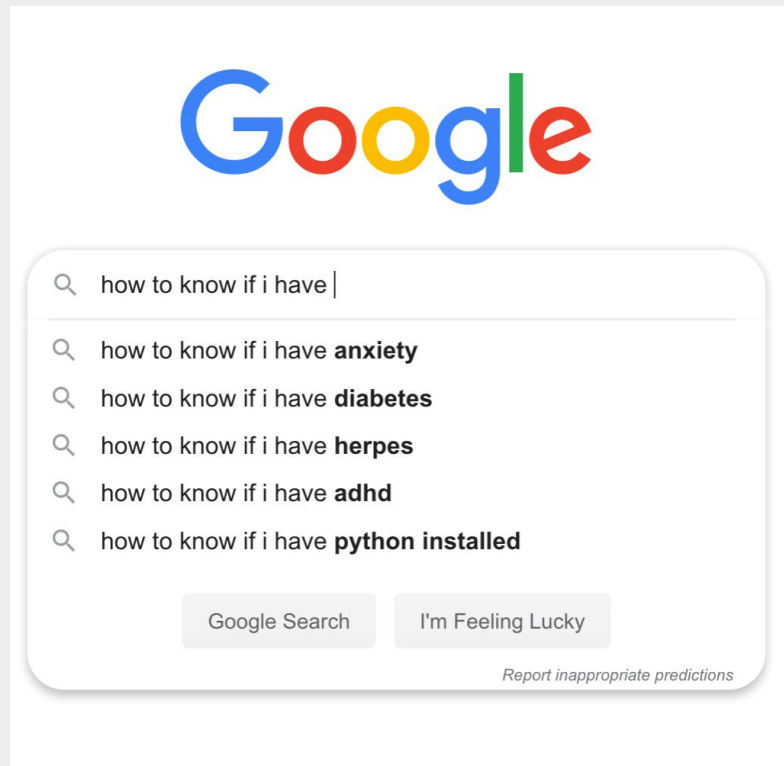 Google
how to know if i have
how to know if i have anxiety
how to know if i have diabetes
how to know if i have herpes
how to know if i have adhd
how to know if i have python installed
Google Search
I'm Feeling Lucky
Report inappropriate predictions